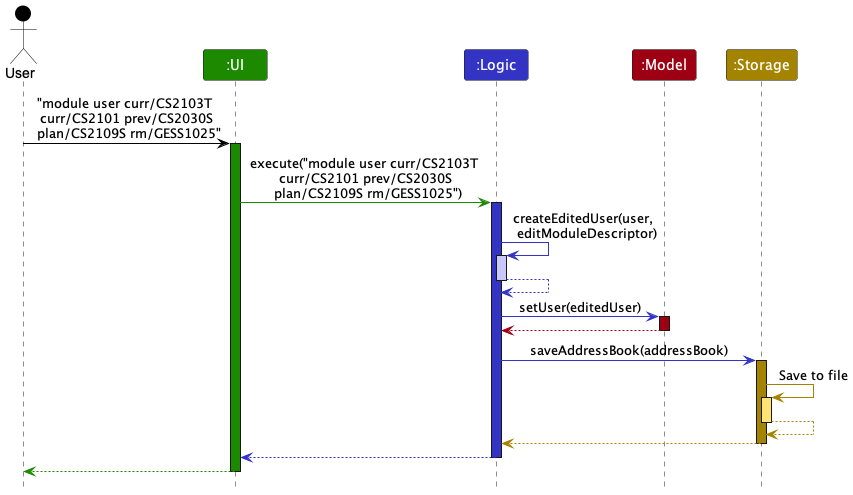 User
:UI
:Logic
:Model
:Storage
"module user curr/CS2103T
curr/CS2101 prev/CS2030S
plan/CS2109S rm/GESS1025"
execute("module user curr/CS2103T
curr/CS2101 prev/CS2030S
plan/CS2109S rm/GESS1025")
createEditedUser(user,
editModuleDescriptor)
setUser(editedUser)
saveAddressBook(addressBook)
Save to file